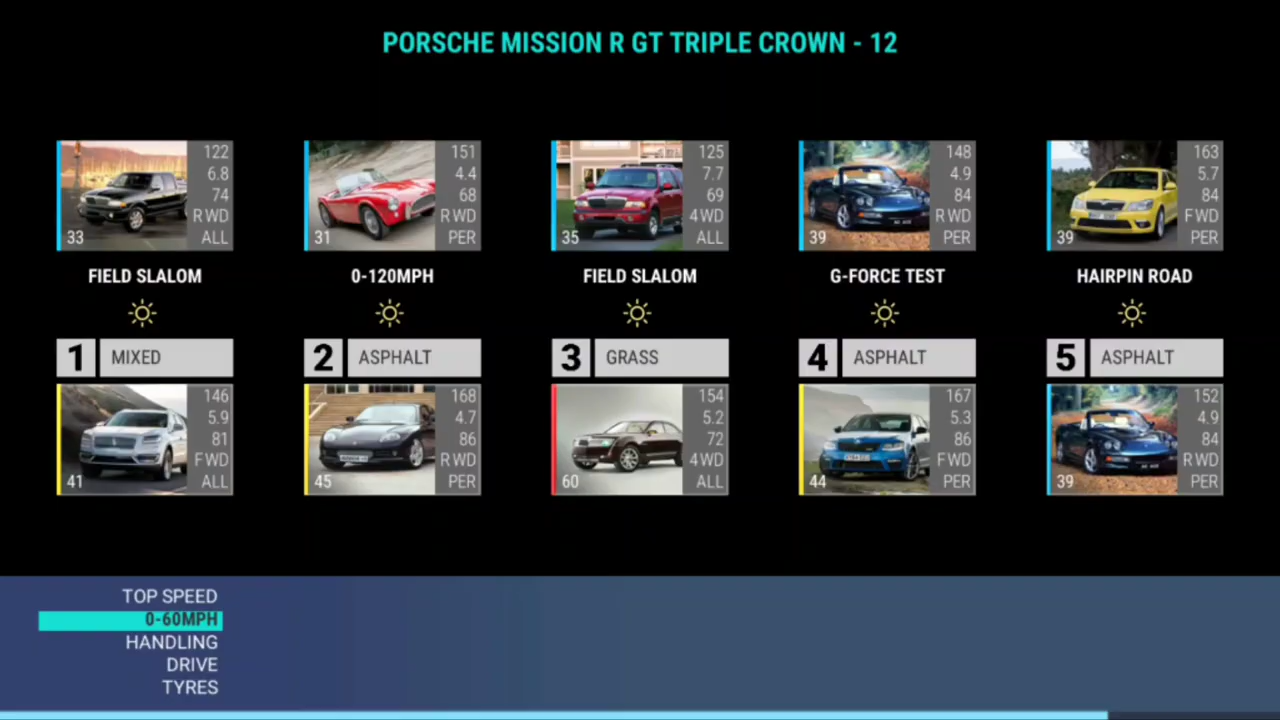 PORSCHE MISSION R GT TRIPLE CROWN - 12
122
6.8
74
RWD
33 ALL
151
4.4
68
RWD
31 PER
125
7.7
69
4WD
35 ALL
148
4.9
84
RWD
39 PER
163
5.7
84
FWD
39 PER
FIELD SLALOM
0-120MPH
FIELD SLALOM
G-FORCE TEST
HAIRPIN ROAD
1 MIXED
2 ASPHALT
3 GRASS
4 ASPHALT
5 ASPHALT
146
5.9
81
FWD
41 ALL
168
4.7
86
RWD
45 PER
154
5.2
72
4WD
60 ALL
167
5.3
86
FWD
44 PER
152
4.9
84
RWD
39 PER
TOP SPEED
0-60MPH
HANDLING
DRIVE
TYRES